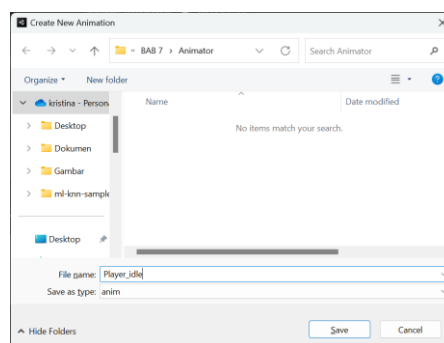 Create New Animation
« BAB 7 > Animator
Search Animator
Organize
New folder
kristina - Person
Name
Date modified
No items match your search.
Desktop
Dokumen
Gambar
ml-knn-sample
Desktop
File name: Player_idle
Save as type: anim
Hide Folders
Save
Cancel